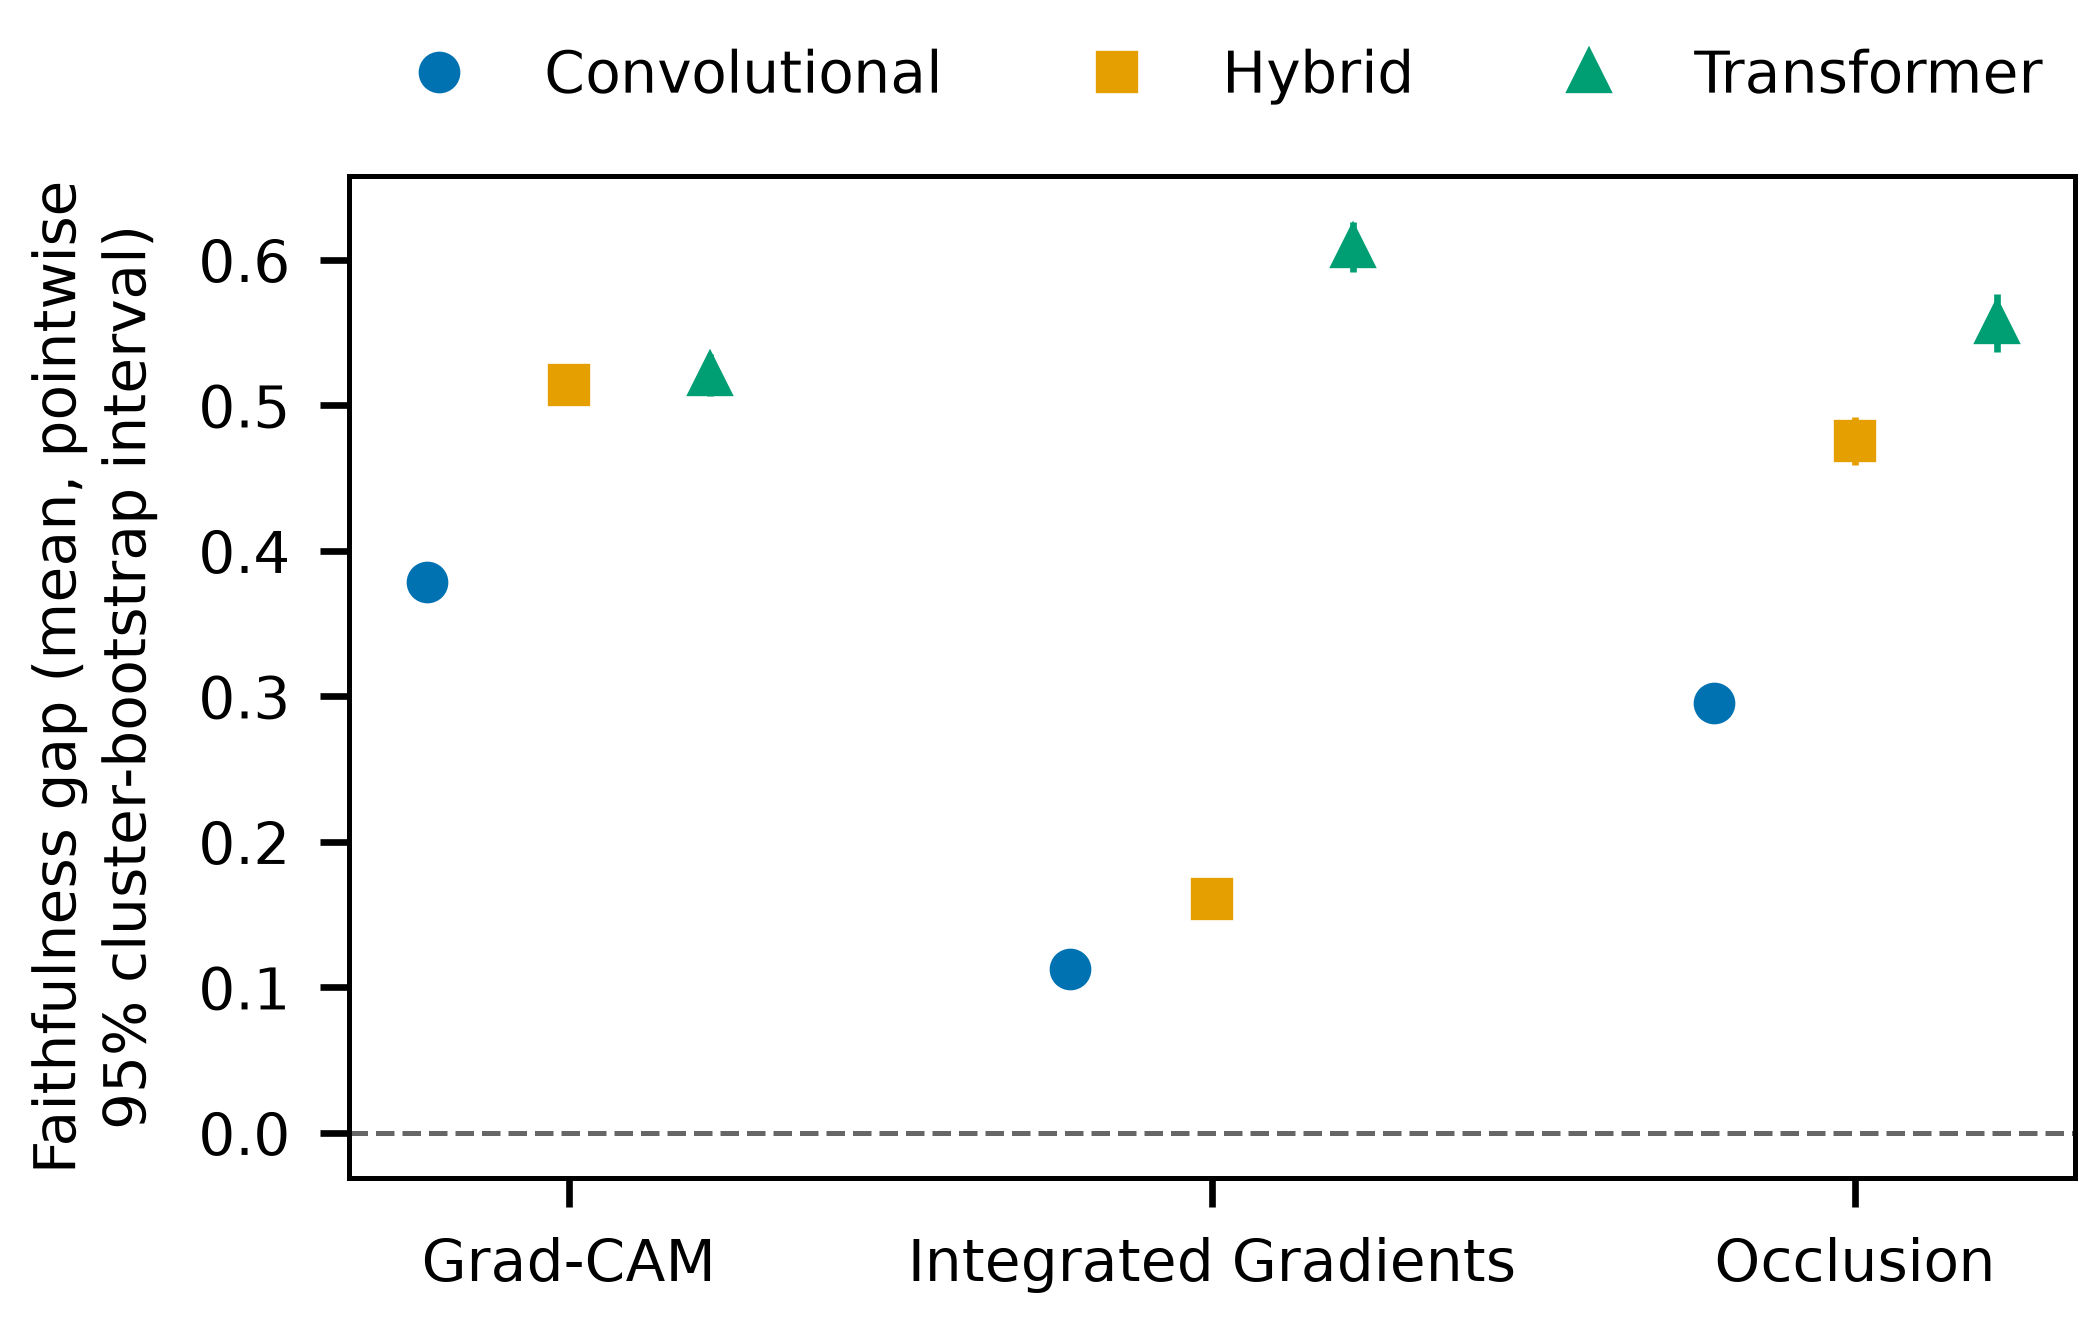 Convolutional Hybrid Transformer
Faithfulness gap (mean, pointwise
95% cluster-bootstrap interval)
0.6
0.5
0.4
0.3
0.2
0.1
0.0
Grad-CAM Integrated Gradients Occlusion